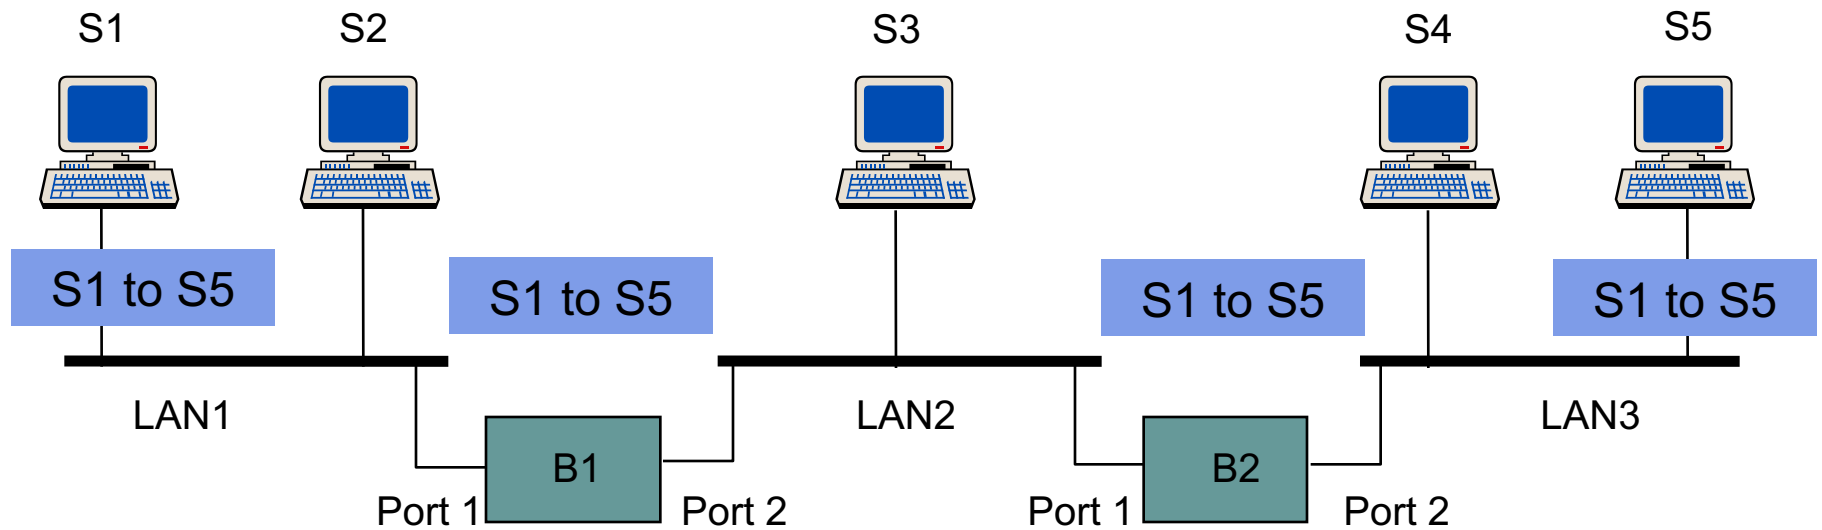 S1
S2
S3
S4
S5
S1 to S5
S1 to S5
S1 to S5
S1 to S5
LAN1
LAN2
LAN3
B1
B2
Port 1
Port 2
Port 1
Port 2